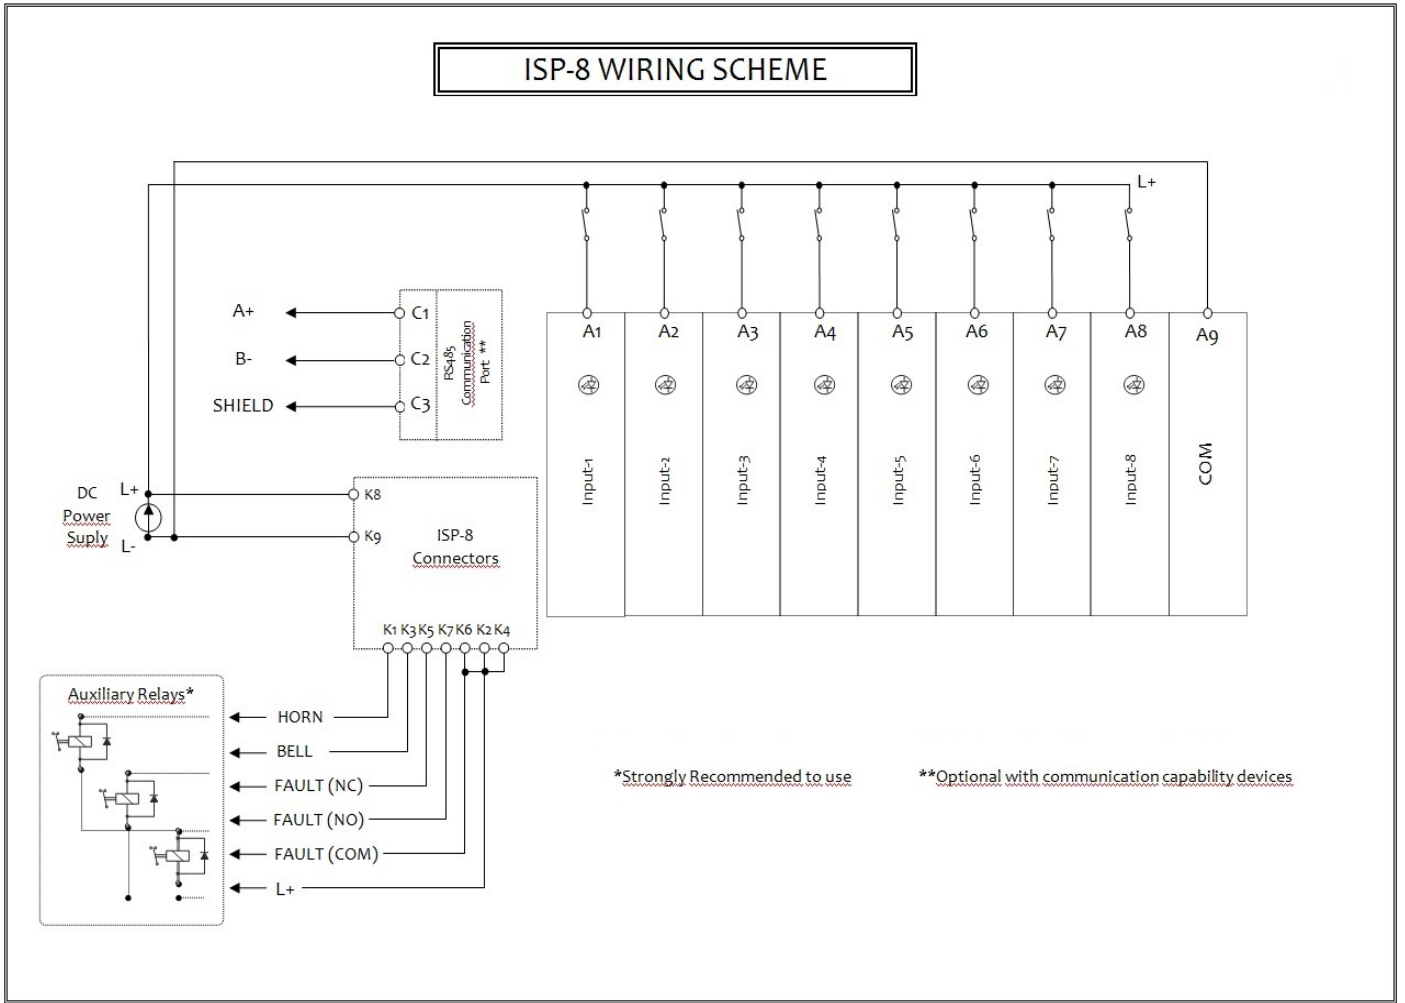 ISP-8 WIRING SCHEME
L+
A+
B-
SHIELD
C1
C2
C3
RS485
Communication
Port **
A1
A2
A3
A4
A5
A6
A7
A8
A9
Input-1
Input-2
Input-3
Input-4
Input-5
Input-6
Input-7
Input-8
COM
DC
Power
Suply
L+
L-
K8
K9
ISP-8
Connectors
K1 K3 K5 K7 K6 K2 K4
Auxiliary Relays*
HORN
BELL
FAULT (NC)
FAULT (NO)
FAULT (COM)
L+
*Strongly Recommended to use
**Optional with communication capability devices